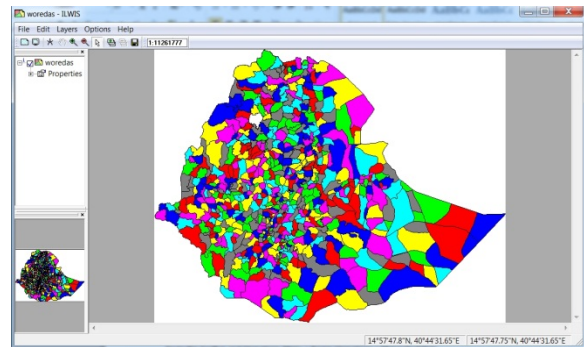 woredas - ILWIS
File Edit Layers Options Help
1:11261777
woredas
Properties
14°57'47.8"N, 40°44'31.65"E 14°57'47.75"N, 40°44'31.65"E